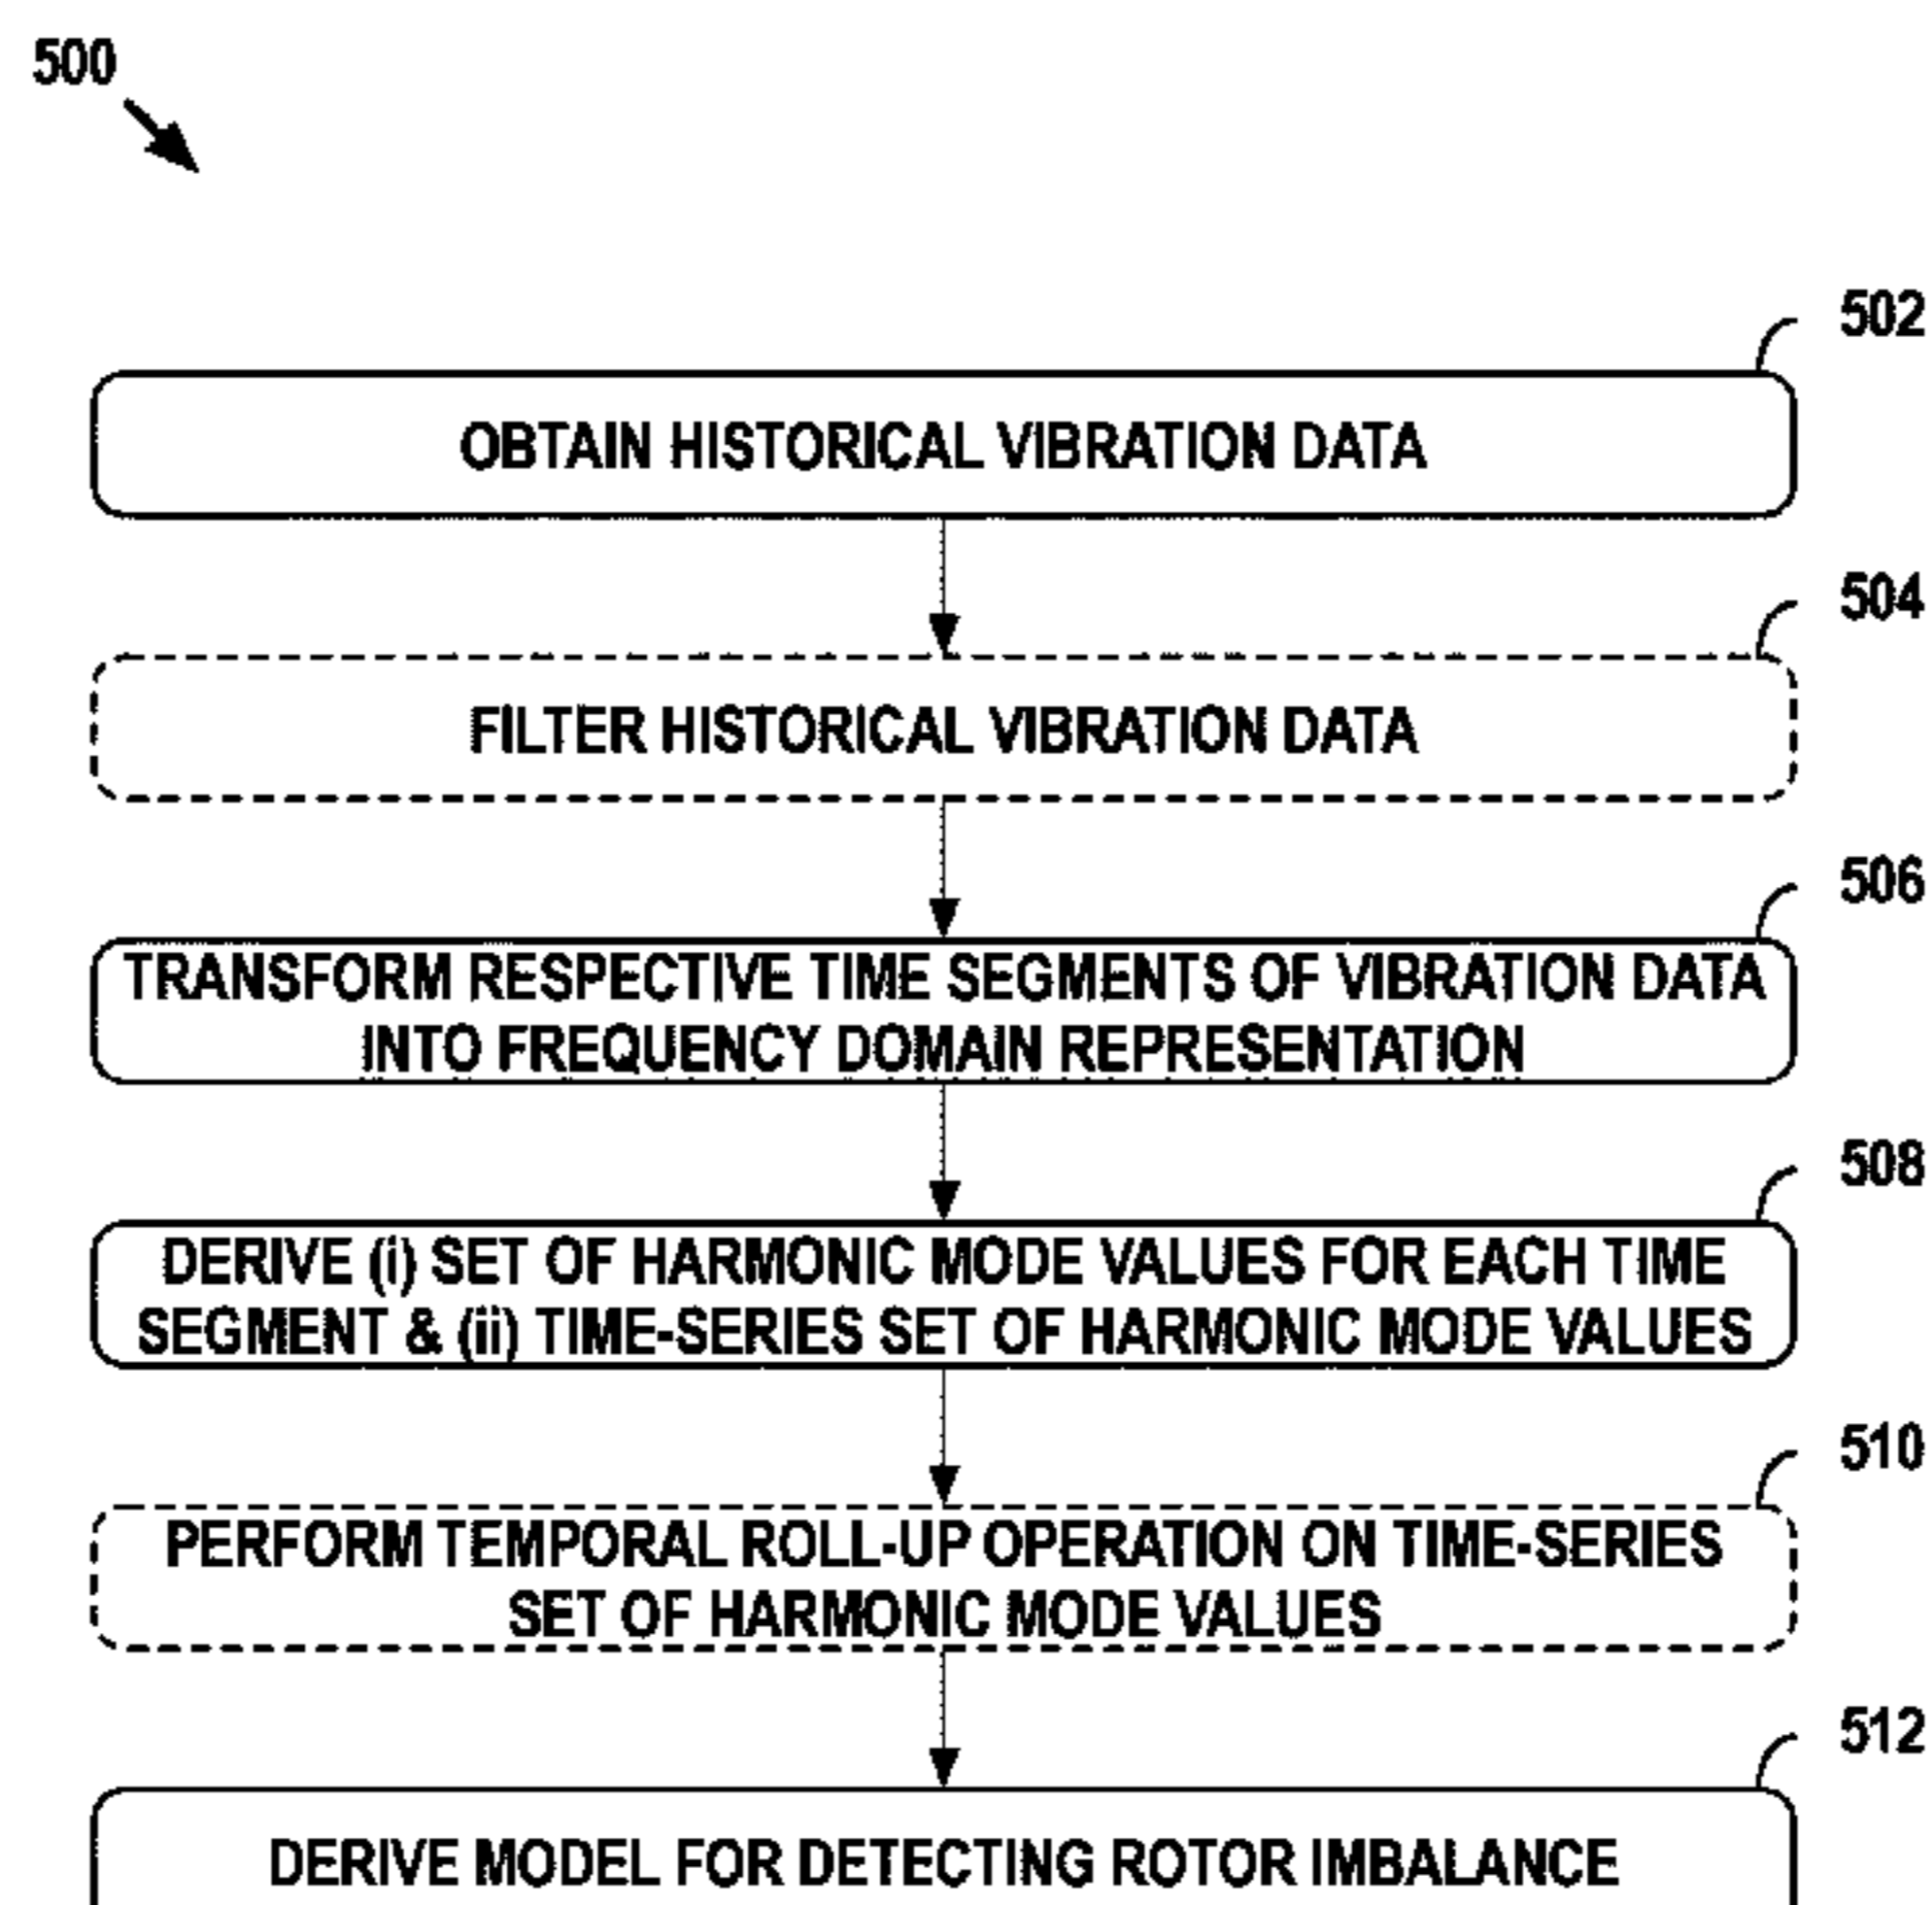 500
502
OBTAIN HISTORICAL VIBRATION DATA
504
FILTER HISTORICAL VIBRATION DATA
506
TRANSFORM RESPECTIVE TIME SEGMENTS OF VIBRATION DATA
INTO FREQUENCY DOMAIN REPRESENTATION
508
DERIVE (i) SET OF HARMONIC MODE VALUES FOR EACH TIME
SEGMENT & (ii) TIME-SERIES SET OF HARMONIC MODE VALUES
510
PERFORM TEMPORAL ROLL-UP OPERATION ON TIME-SERIES
SET OF HARMONIC MODE VALUES
512
DERIVE MODEL FOR DETECTING ROTOR IMBALANCE